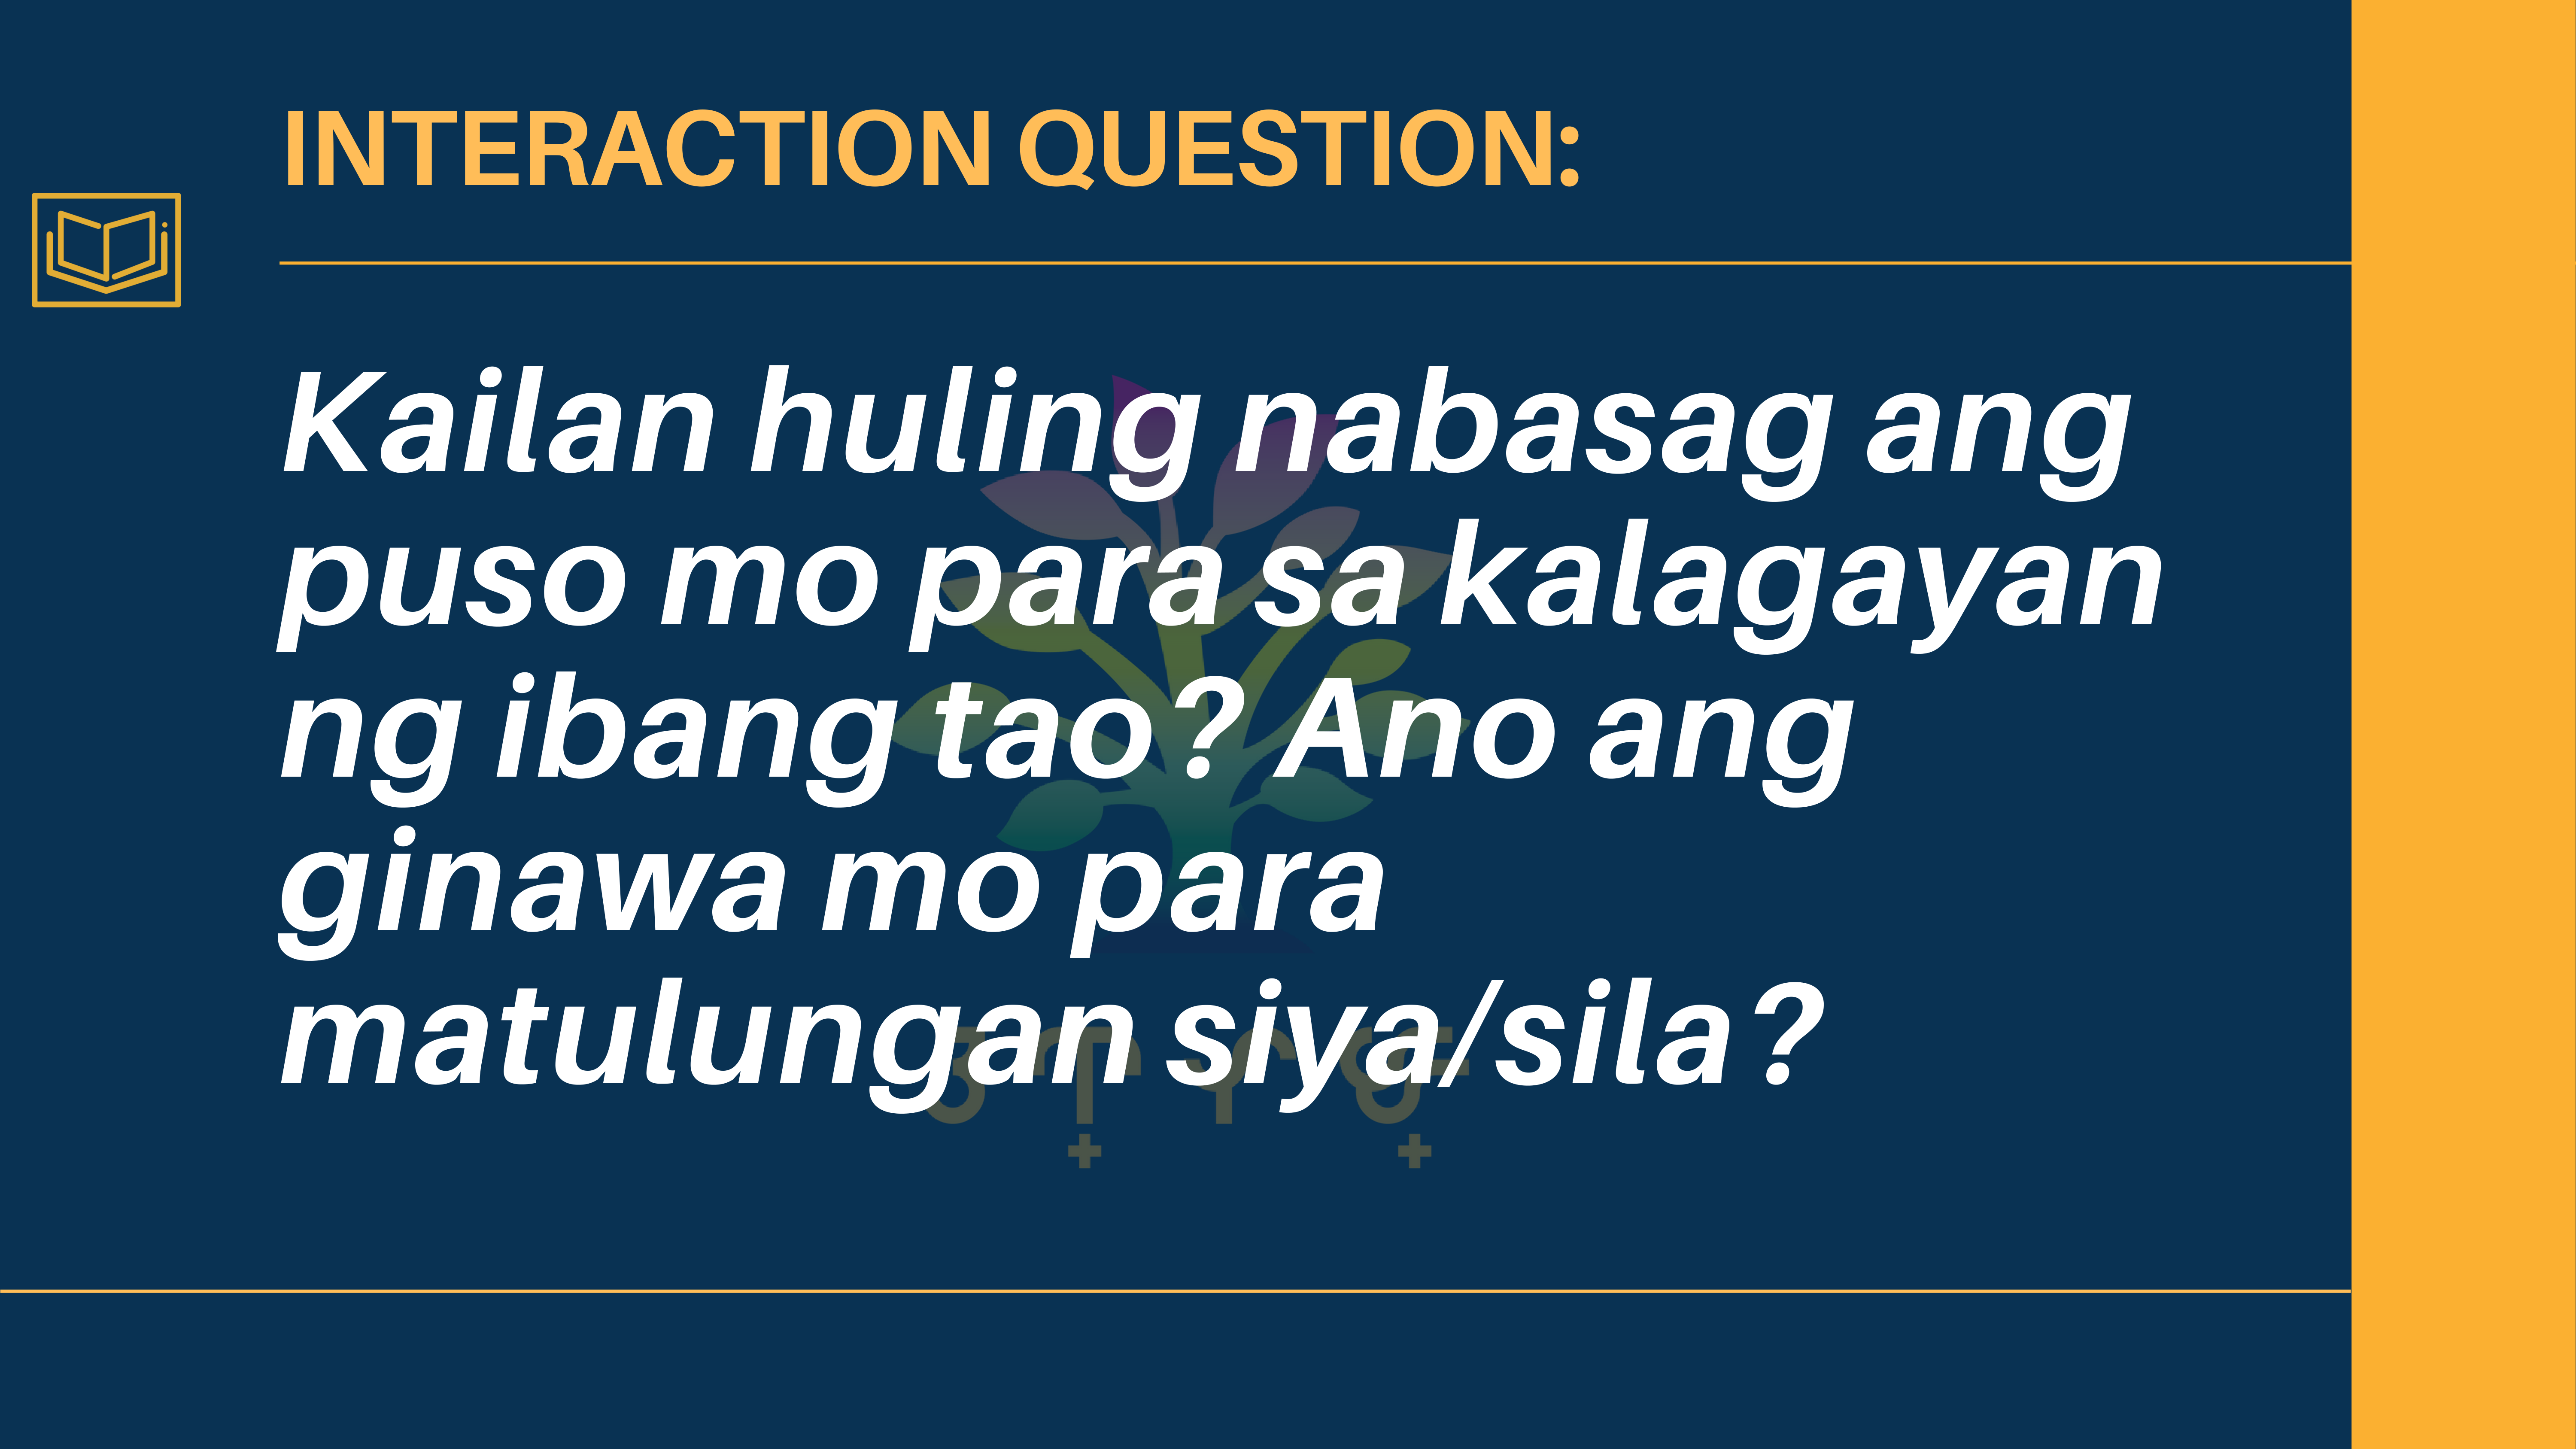 INTERACTION QUESTION:
Kailan huling nabasag ang
puso mo para sa kalagayan
ng ibang tao? Ano ang
ginawa mo para
matulungan siya/sila?